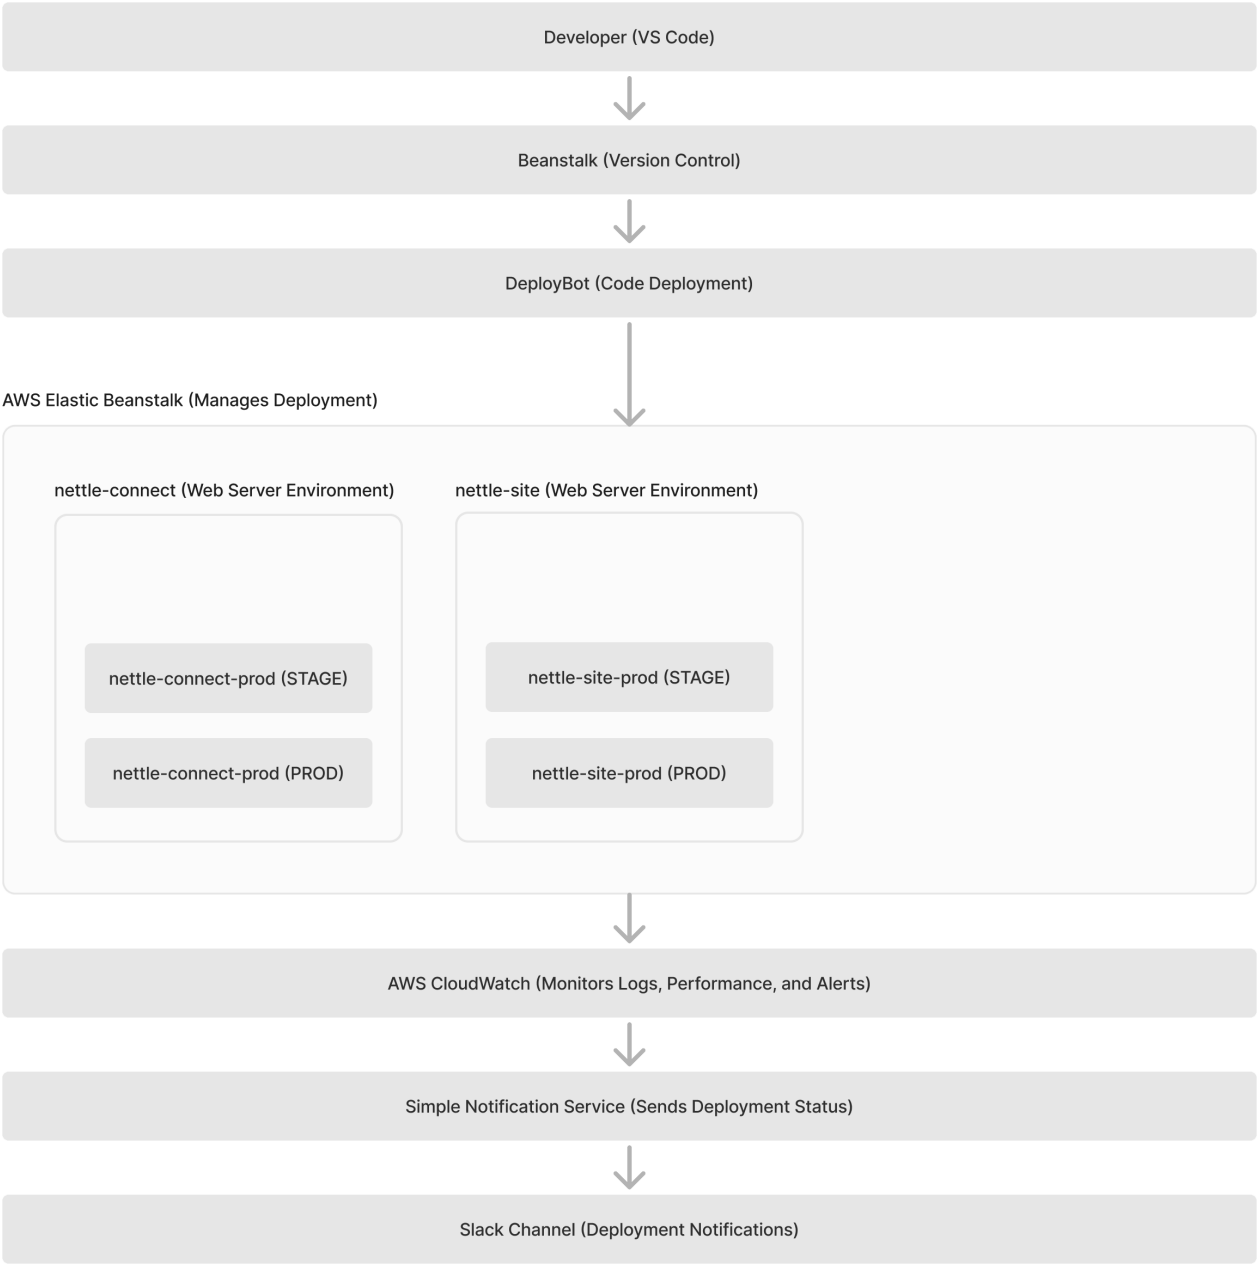 Developer (VS Code)
Beanstalk (Version Control)
DeployBot (Code Deployment)
AWS Elastic Beanstalk (Manages Deployment)
nettle-connect (Web Server Environment)
nettle-connect-prod (STAGE)
nettle-connect-prod (PROD)
nettle-site (Web Server Environment)
nettle-site-prod (STAGE)
nettle-site-prod (PROD)
AWS CloudWatch (Monitors Logs, Performance, and Alerts)
Simple Notification Service (Sends Deployment Status)
Slack Channel (Deployment Notifications)